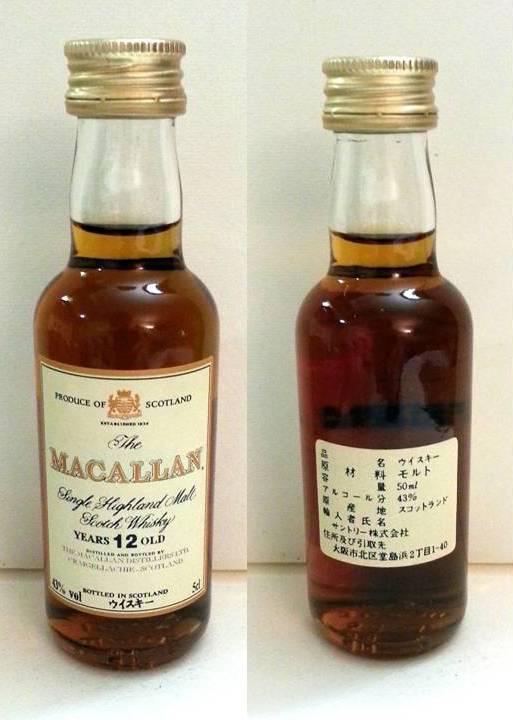 PRODUCE OF SCOTLAND
ESTABLISHED 1824
The
MACALLAN
Single Highland Malt
Scotch Whisky
YEARS 12 OLD
DISTILLED AND BOTTLED BY
THE MACALLAN DISTILLERS LTD.
CRAIGELLACHIE - SCOTLAND
43% vol BOTTLED IN SCOTLAND 5cl
ウイスキー
品名 ウイスキー
原材料 モルト
容量 50ml
アルコール分 43%
原産地 スコットランド
輸入者氏名
サントリー株式会社
住所及び引取先
大阪市北区堂島浜2丁目1-40